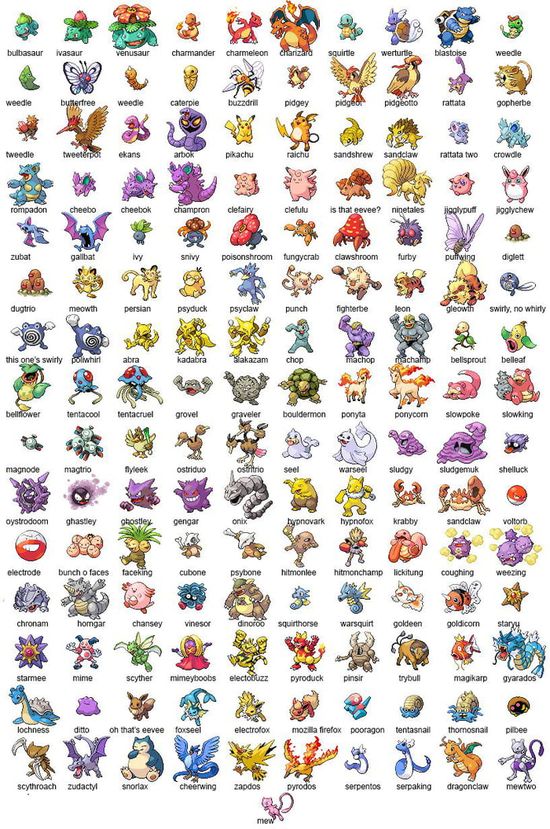 bulbasaur ivasaur venusaur charmander charmeleon charizard squirtle werturtle blastoise weedle
weedle butterfree weedle caterpie buzzdrill pidgey pidgeot pidgeotto rattata gopherbe
tweedle tweeterpot ekans arbok pikachu raichu sandshrew sandclaw rattata two crowdle
rompadon cheebo cheebok champron clefairy clefulu is that eevee? ninetales jigglypuff jigglychew
zubat gallbat ivy snivy poisonshroom fungycrab clawshroom furby puffwing diglett
dugtrio meowth persian psyduck psyclaw punch fighterbe leon gleowth swirly, no whirly
this one's swirly poliwhirl abra kadabra alakazam chop machop machamp bellsprout belleaf
bellflower tentacool tentacruel grovel graveler bouldermon ponyta ponycorn slowpoke slowking
magnode magtrio flyleek ostriduo ostritrio seel warseel sludgy sludgemuk shelluck
oystrodoom ghastley ghostley gengar onix hypnovark hypnofox krabby sandclaw voltorb
electrode bunch o faces faceking cubone psybone hitmonlee hitmonchamp lickitung coughing weezing
chronam horngar chansey vinesor dinoroo squirthorse warsquirt goldeen goldicorn staryu
starmee mime scyther mimeyboobs electobuzz pyroduck pinsir trybull magikarp gyarados
lochness ditto oh that's eevee foxseel electrofox mozilla firefox pooragon tentasnail thornosnail pilbee
scythroach zudactyl snorlax cheerwing zapdos pyrodos serpentos serpaking dragonclaw mewtwo
mew